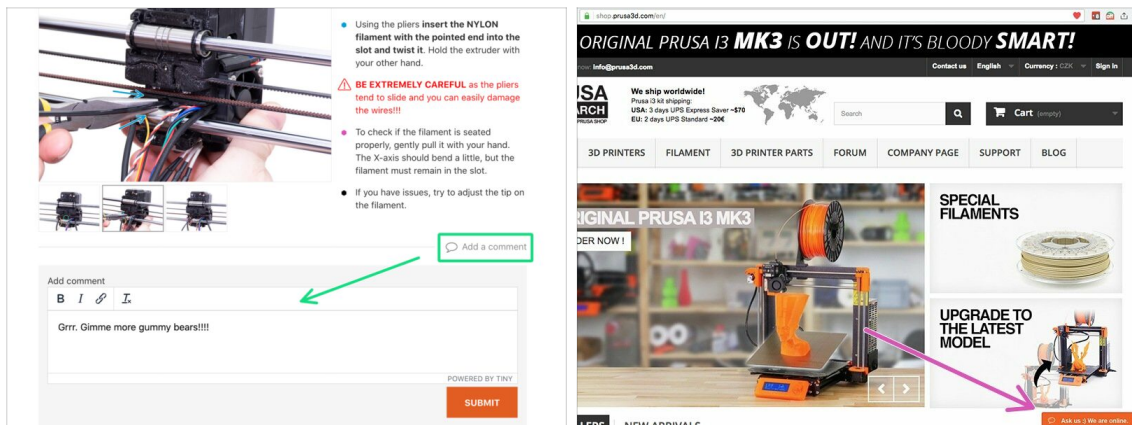 Using the pliers insert the NYLON
filament with the pointed end into the
slot and twist it. Hold the extruder with
your other hand.
BE EXTREMELY CAREFUL as the pliers
tend to slide and you can easily damage
the wires!!!
To check if the filament is seated
properly, gently pull it with your hand.
The X-axis should bend a little, but the
filament must remain in the slot.
If you have issues, try to adjust the tip on
the filament.
Add a comment
Add comment
B I
Grrr. Gimme more gummy bears!!!!
POWERED BY TINY
SUBMIT
shop.prusa3d.com/en/
ORIGINAL PRUSA I3 MK3 IS OUT! AND IT'S BLOODY SMART!
now: info@prusa3d.com
Contact us English Currency : CZK Sign in
USA
ARCH
PRUSA SHOP
We ship worldwide!
Prusa i3 kit shipping:
USA: 3 days UPS Express Saver ~$70
EU: 2 days UPS Standard ~20€
Search
Cart (empty)
3D PRINTERS FILAMENT 3D PRINTER PARTS FORUM COMPANY PAGE SUPPORT BLOG
RIGINAL PRUSA I3 MK3
DER NOW !
SPECIAL
FILAMENTS
UPGRADE TO
THE LATEST
MODEL
LERS NEW ARRIVALS
Ask us :) We are online.